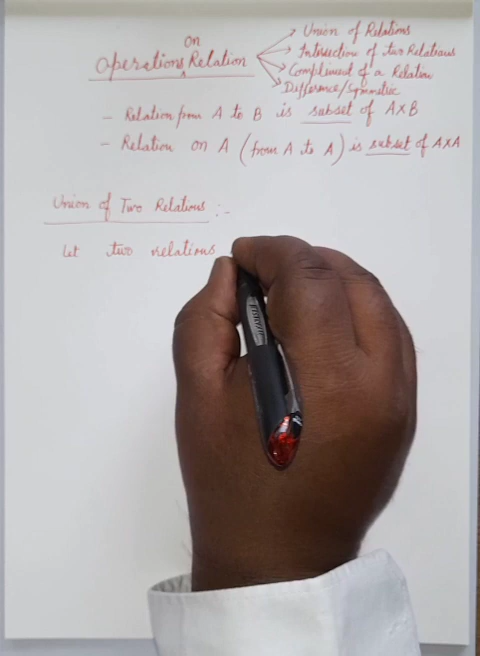 Union of Relations
on
Operations ‸ Relation
Intersection of two Relations
Compliment of a Relation
Difference/Symmetric
- Relation from A to B is subset of A×B
- Relation on A (from A to A) is subset of A×A
Union of Two Relations :-
Let two relations